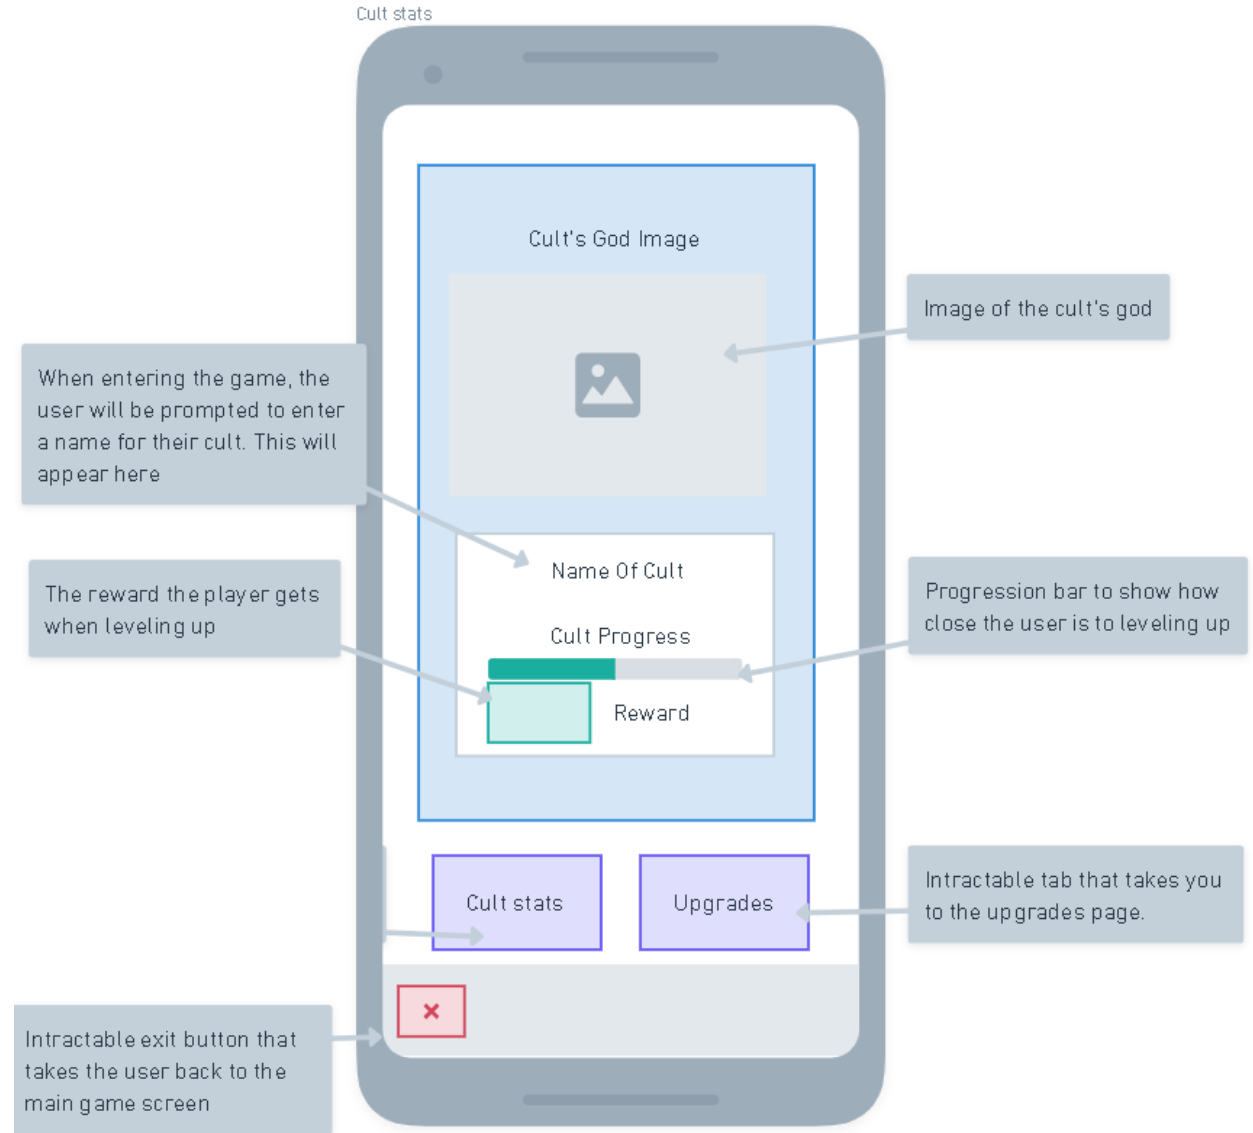 Cult stats
Cult's God Image
Image of the cult's god
When entering the game, the
user will be prompted to enter
a name for their cult. This will
appear here
Name Of Cult
The reward the player gets
when leveling up
Cult Progress
Progression bar to show how
close the user is to leveling up
Reward
Cult stats
Upgrades
Intractable tab that takes you
to the upgrades page.
Intractable exit button that
takes the user back to the
main game screen